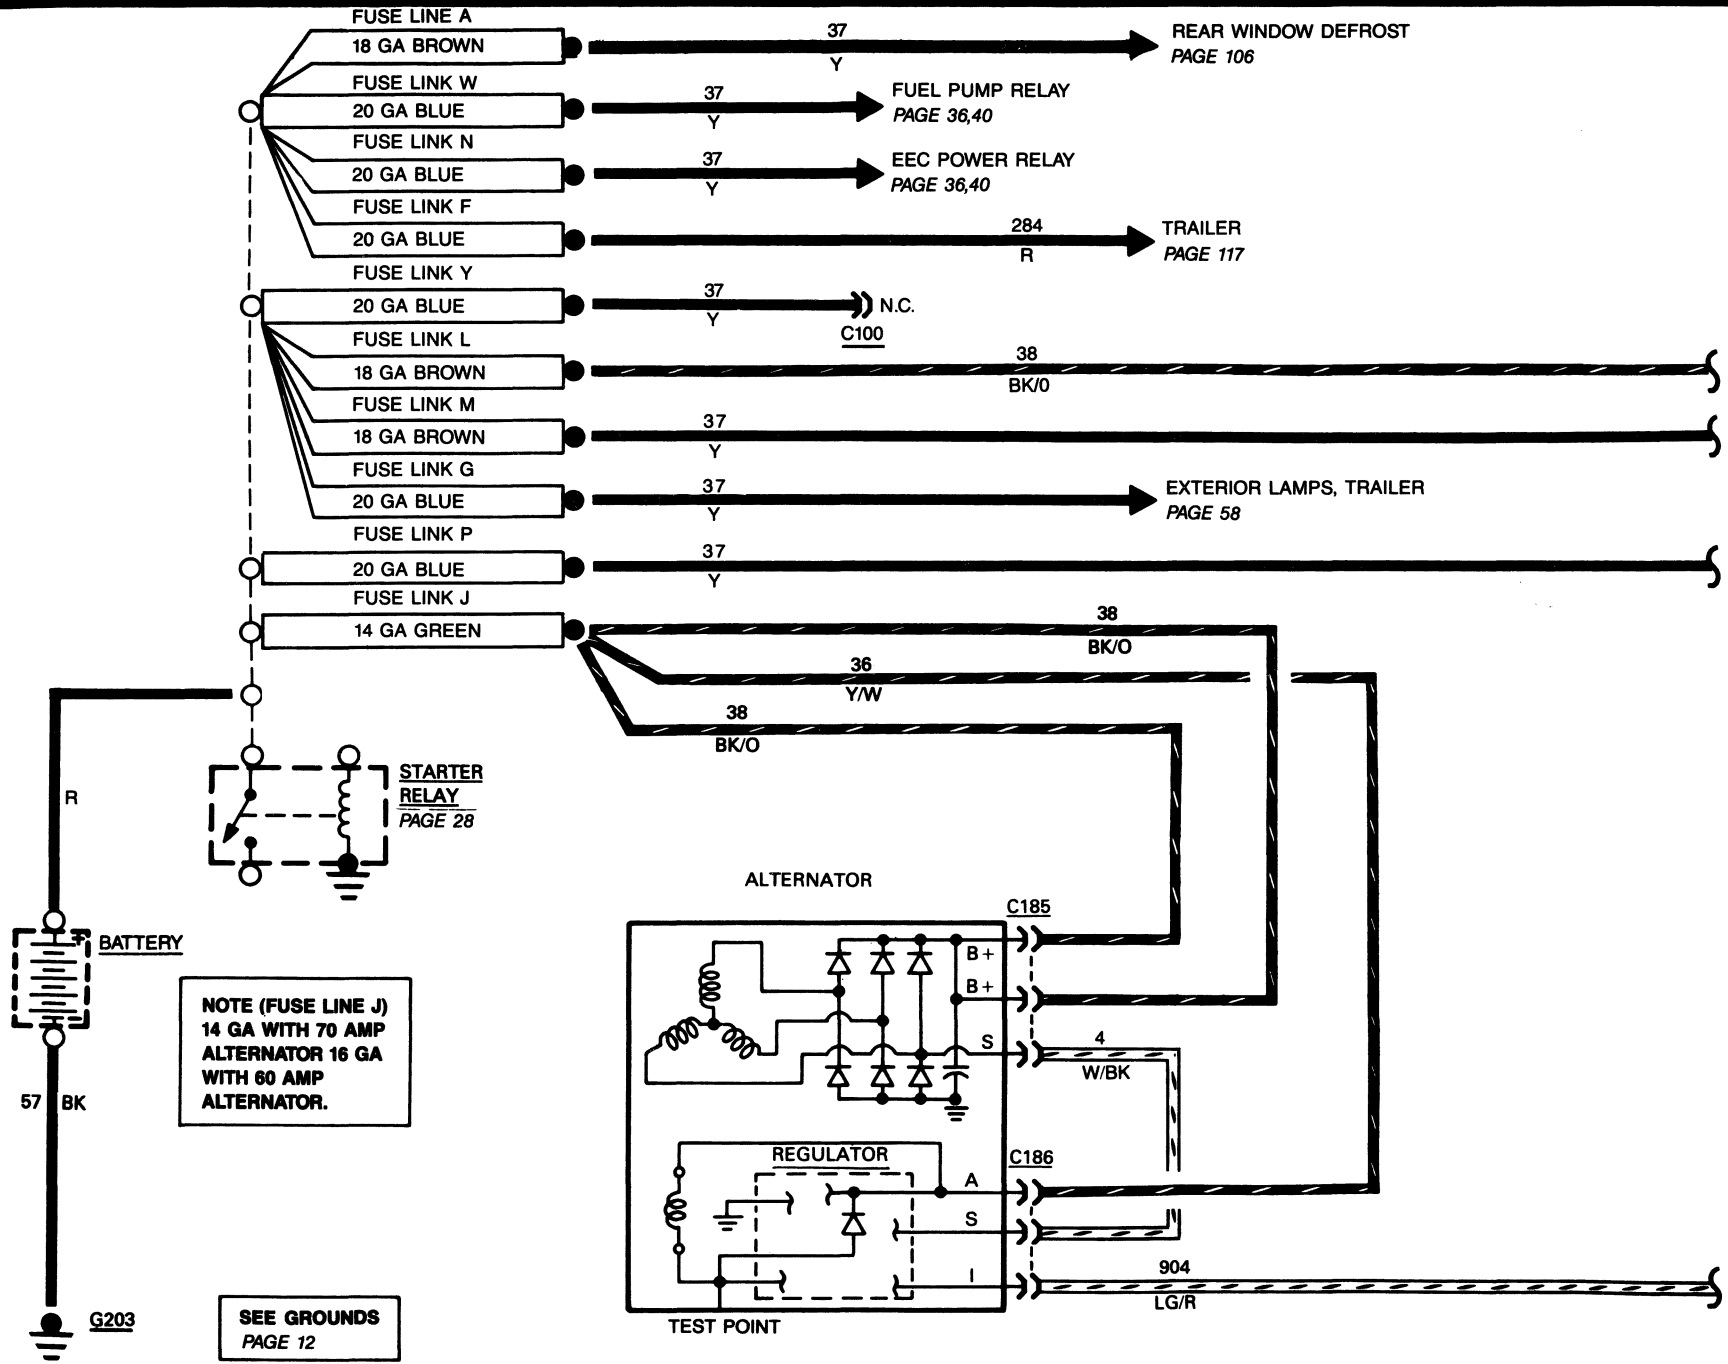 FUSE LINE A
18 GA BROWN
37
Y
REAR WINDOW DEFROST
PAGE 106
FUSE LINK W
20 GA BLUE
37
Y
FUEL PUMP RELAY
PAGE 36,40
FUSE LINK N
20 GA BLUE
37
Y
EEC POWER RELAY
PAGE 36,40
FUSE LINK F
20 GA BLUE
284
R
TRAILER
PAGE 117
FUSE LINK Y
20 GA BLUE
37
Y
N.C.
C100
FUSE LINK L
18 GA BROWN
38
BK/0
FUSE LINK M
18 GA BROWN
37
Y
FUSE LINK G
20 GA BLUE
37
Y
EXTERIOR LAMPS, TRAILER
PAGE 58
FUSE LINK P
20 GA BLUE
37
Y
FUSE LINK J
14 GA GREEN
38
BK/O
36
Y/W
38
BK/O
R
STARTER
RELAY
PAGE 28
+
BATTERY
-
57 BK
G203
NOTE (FUSE LINE J)
14 GA WITH 70 AMP
ALTERNATOR 16 GA
WITH 60 AMP
ALTERNATOR.
SEE GROUNDS
PAGE 12
ALTERNATOR
C185
B+
B+
S
4
W/BK
REGULATOR
C186
A
S
I
904
LG/R
TEST POINT